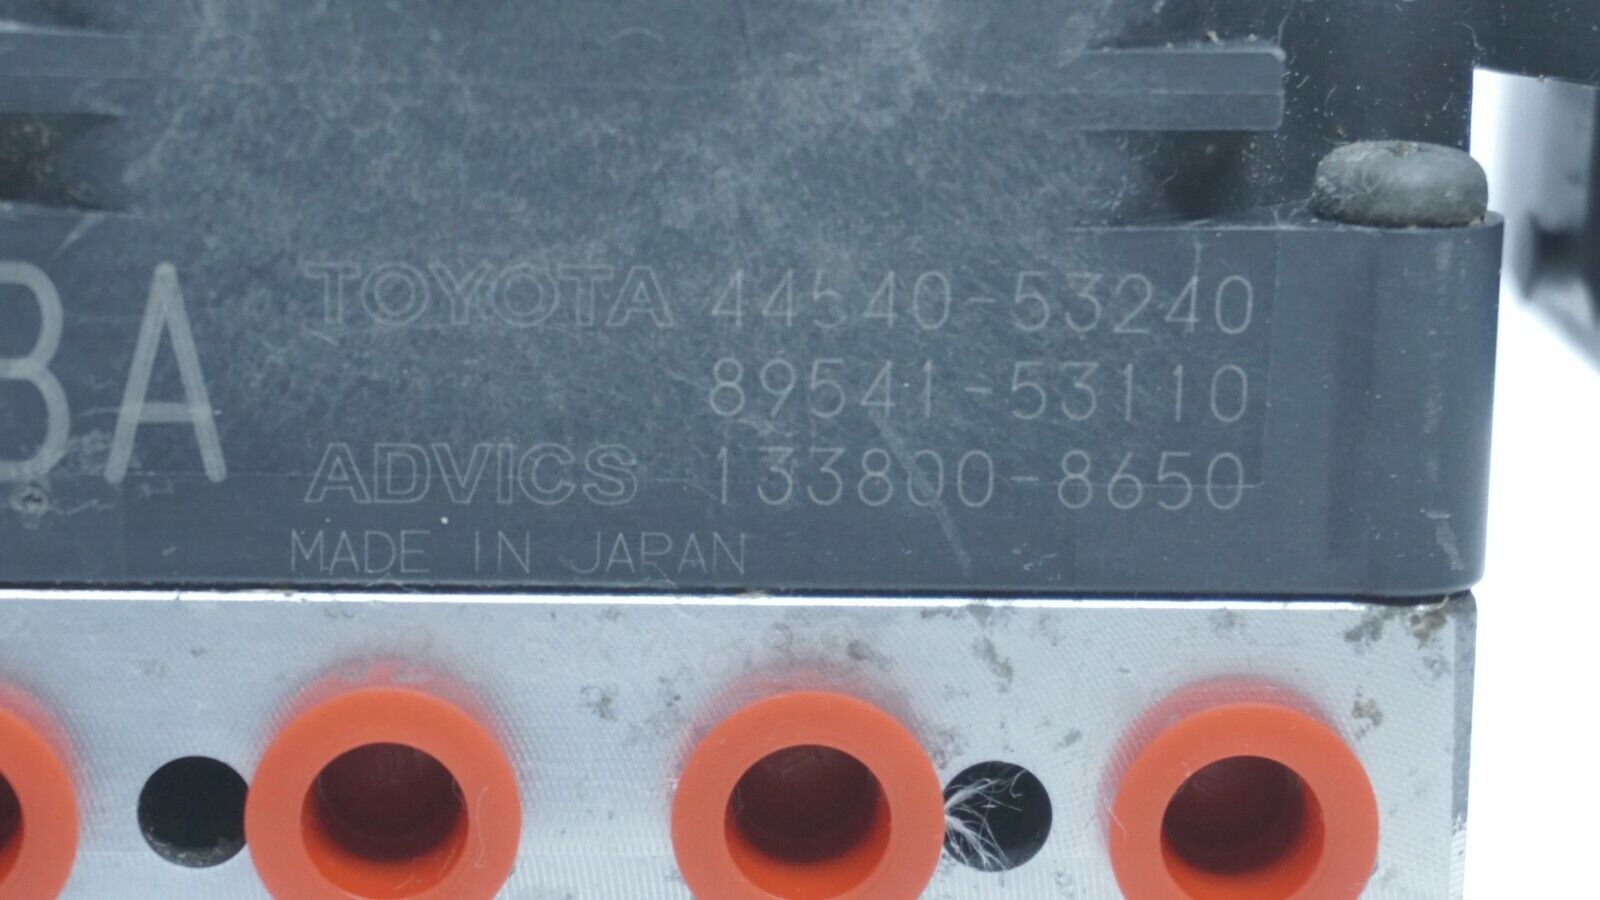 BA
TOYOTA 44540-53240
89541-53110
ADVICS 133800-8650
MADE IN JAPAN